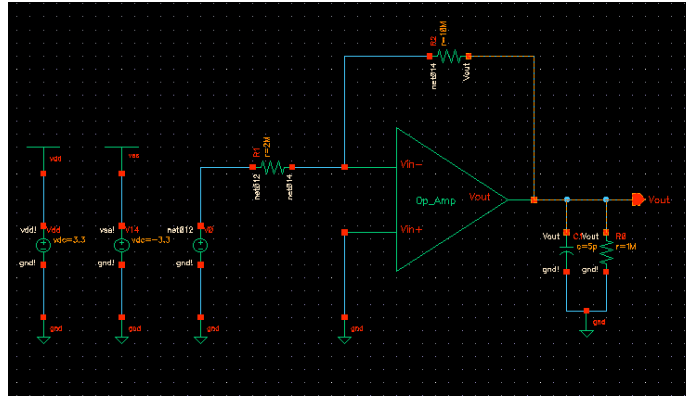 R2
r=10M
net014
Vout
R1
r=2M
net012
net014
Vin-
Op_Amp
Vout
Vin+
vdd
vss
vdd!
Vdd
vdc=3.3
gnd!
vss!
V14
vdc=-3.3
gnd!
net012
V0
gnd!
Vout
Vout
c=5p
gnd!
Vout
R0
r=1M
gnd!
gnd
gnd
gnd
gnd
gnd